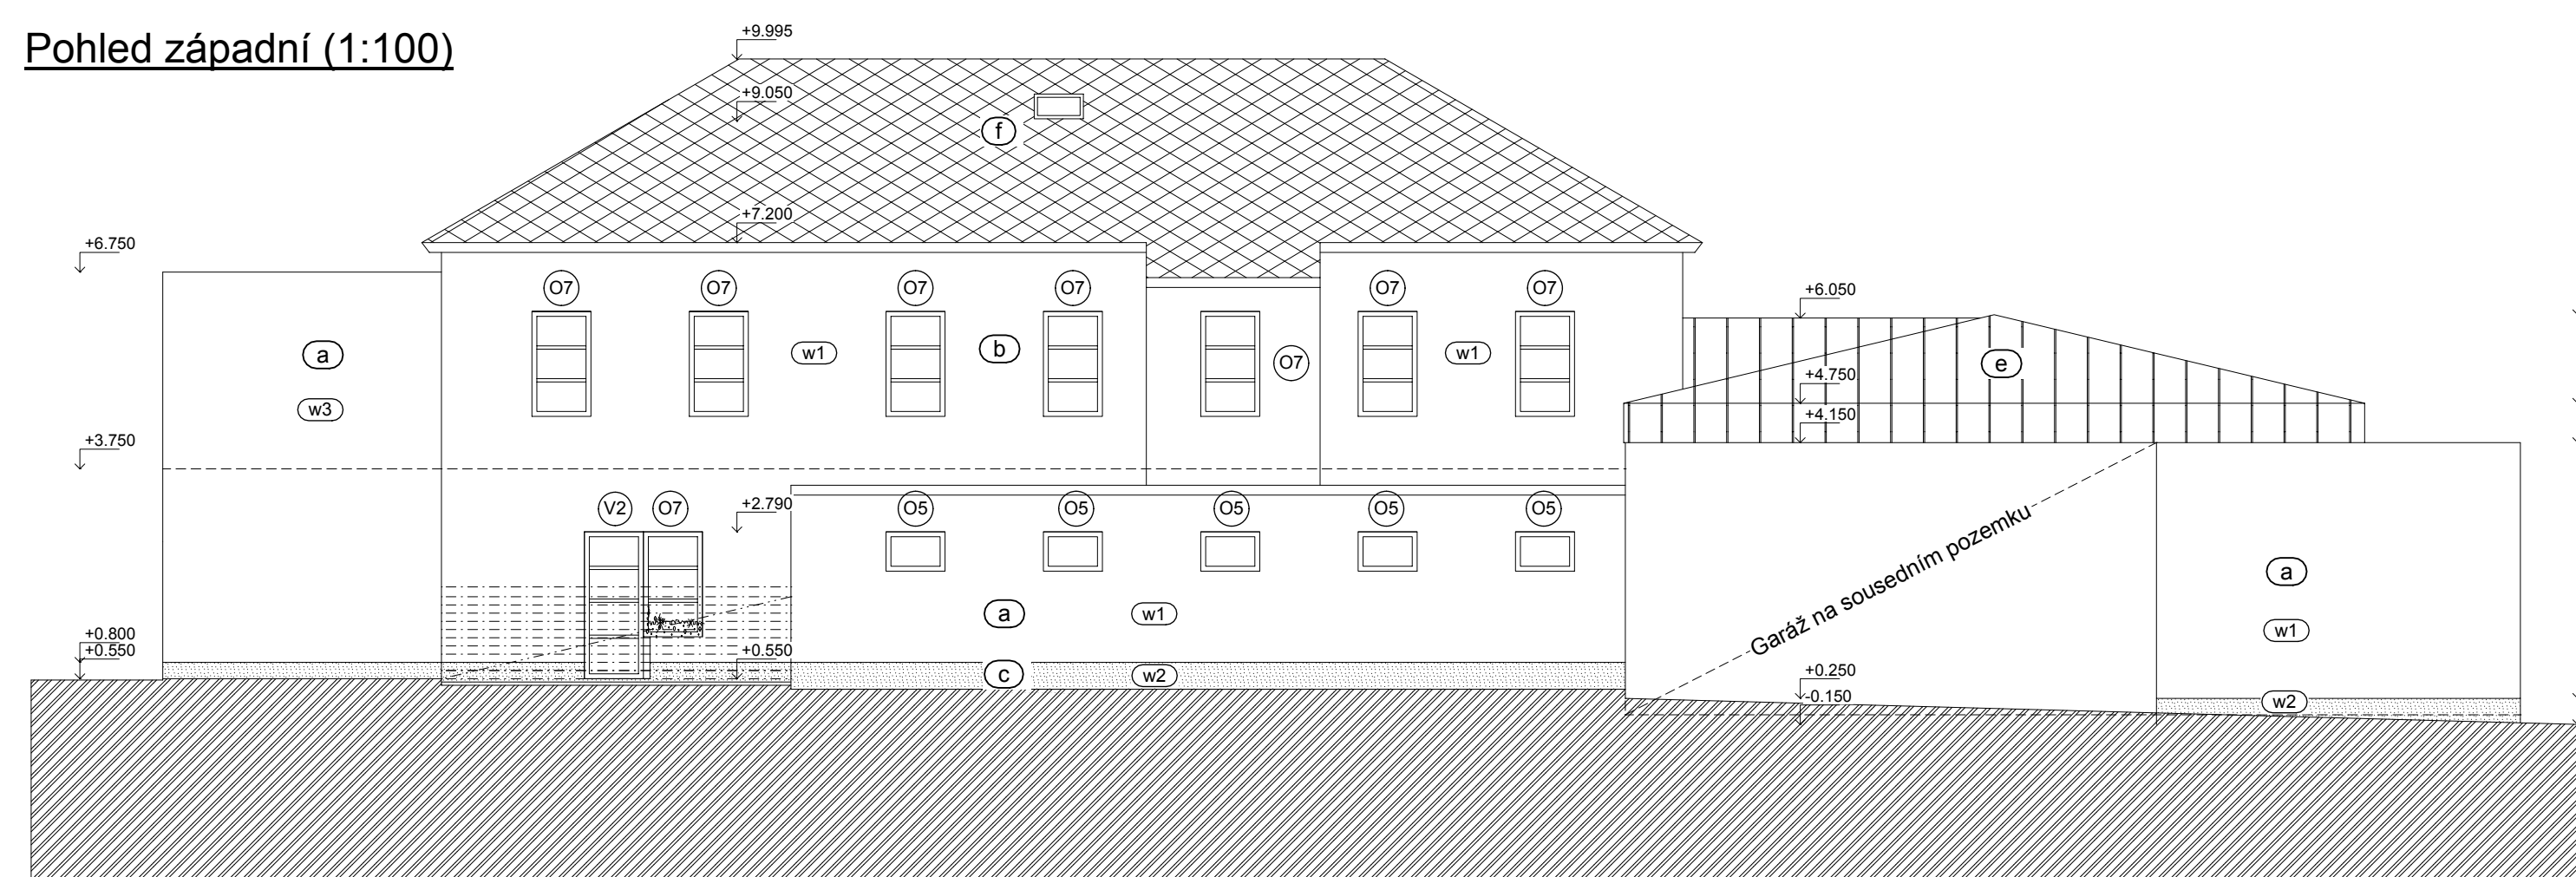 Pohled západní (1:100)
+9.995
+9.050
f
+7.200
+6.750
O7
O7
O7
O7
O7
O7
+6.050
a
w1
b
O7
w1
e
w3
+4.750
+4.150
+3.750
V2
O7
+2.790
O5
O5
O5
O5
O5
Garáž na sousedním pozemku
a
a
w1
w1
+0.800
+0.550
+0.550
c
w2
+0.250
-0.150
w2